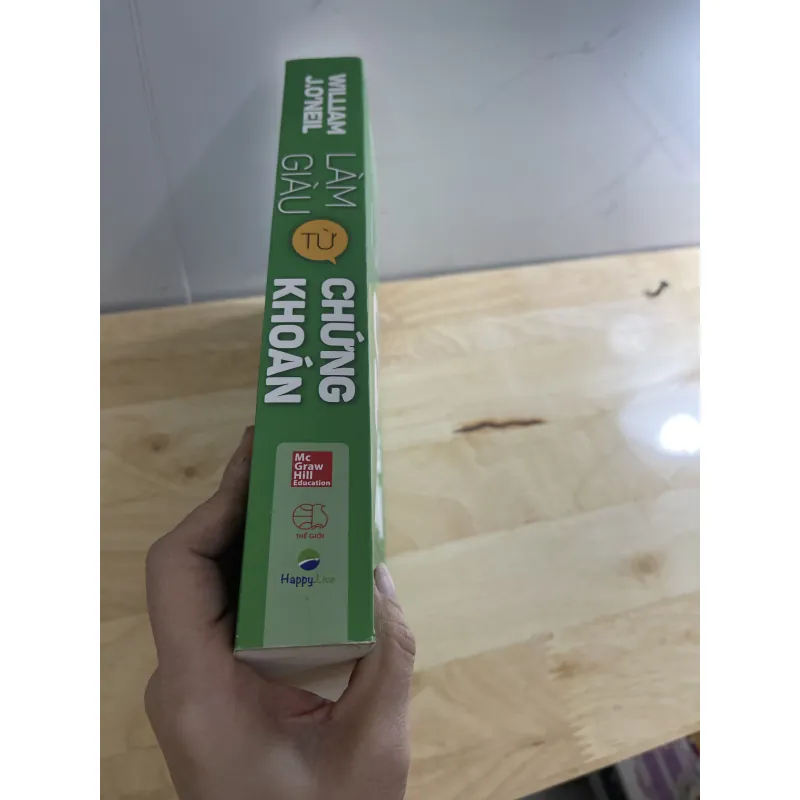 WILLIAM
J.O'NEIL
LÀM
GIÀU
TỪ
CHỨNG
KHOÁN
Mc
Graw
Hill
Education
THẾ GIỚI
Happy.Live